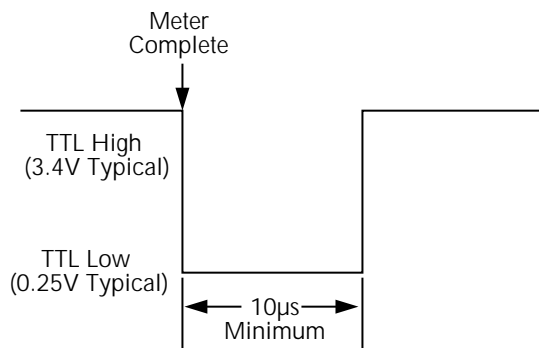 Meter
Complete
TTL High
(3.4V Typical)
TTL Low
(0.25V Typical)
10µs
Minimum